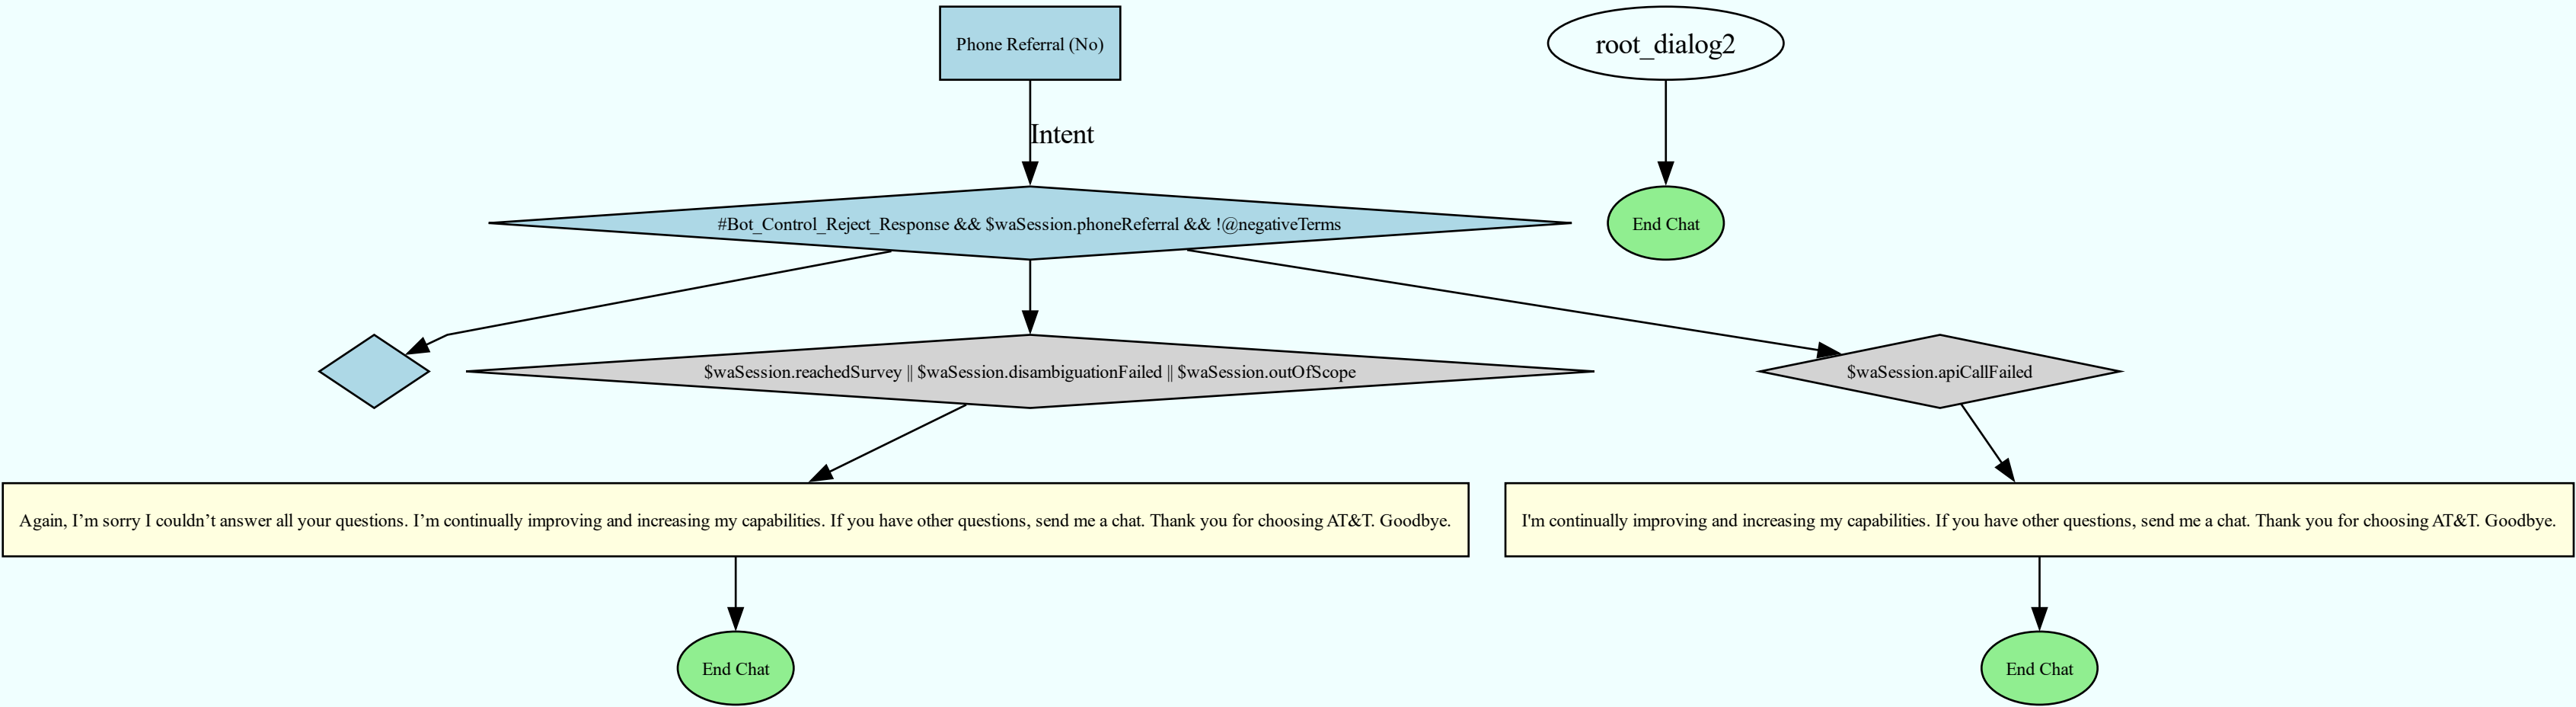 Phone Referral (No)
root_dialog2
Intent
#Bot_Control_Reject_Response && $waSession.phoneReferral && !@negativeTerms
End Chat
$waSession.reachedSurvey || $waSession.disambiguationFailed || $waSession.outOfScope
$waSession.apiCallFailed
Again, I’m sorry I couldn’t answer all your questions. I’m continually improving and increasing my capabilities. If you have other questions, send me a chat. Thank you for choosing AT&T. Goodbye.
I'm continually improving and increasing my capabilities. If you have other questions, send me a chat. Thank you for choosing AT&T. Goodbye.
End Chat
End Chat